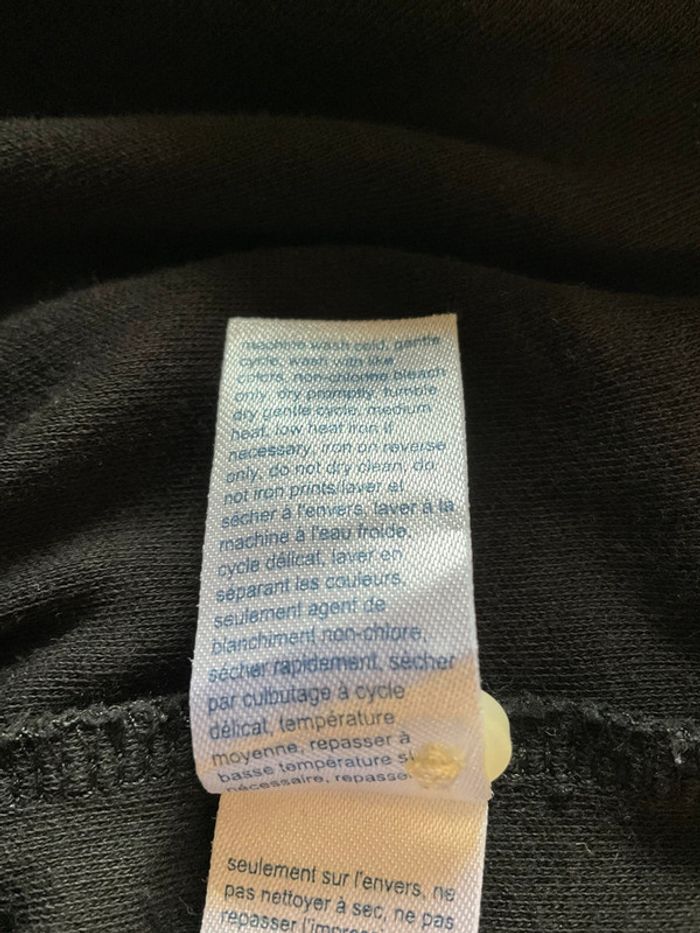 machine wash cold, gentle
cycle, wash with like
colors, non-chlorine bleach
only, dry promptly, tumble
dry gentle cycle, medium
heat, low heat iron if
necessary, iron on reverse
only, do not dry clean, do
not iron prints/laver et
sécher à l'envers, laver à la
machine à l'eau froide,
cycle délicat, laver en
séparant les couleurs,
seulement agent de
blanchiment non-chlore,
sécher rapidement, sécher
par culbutage à cycle
délicat, température
moyenne, repasser à
basse température si
nécessaire, repasser
seulement sur l'envers, ne
pas nettoyer à sec, ne pas
repasser